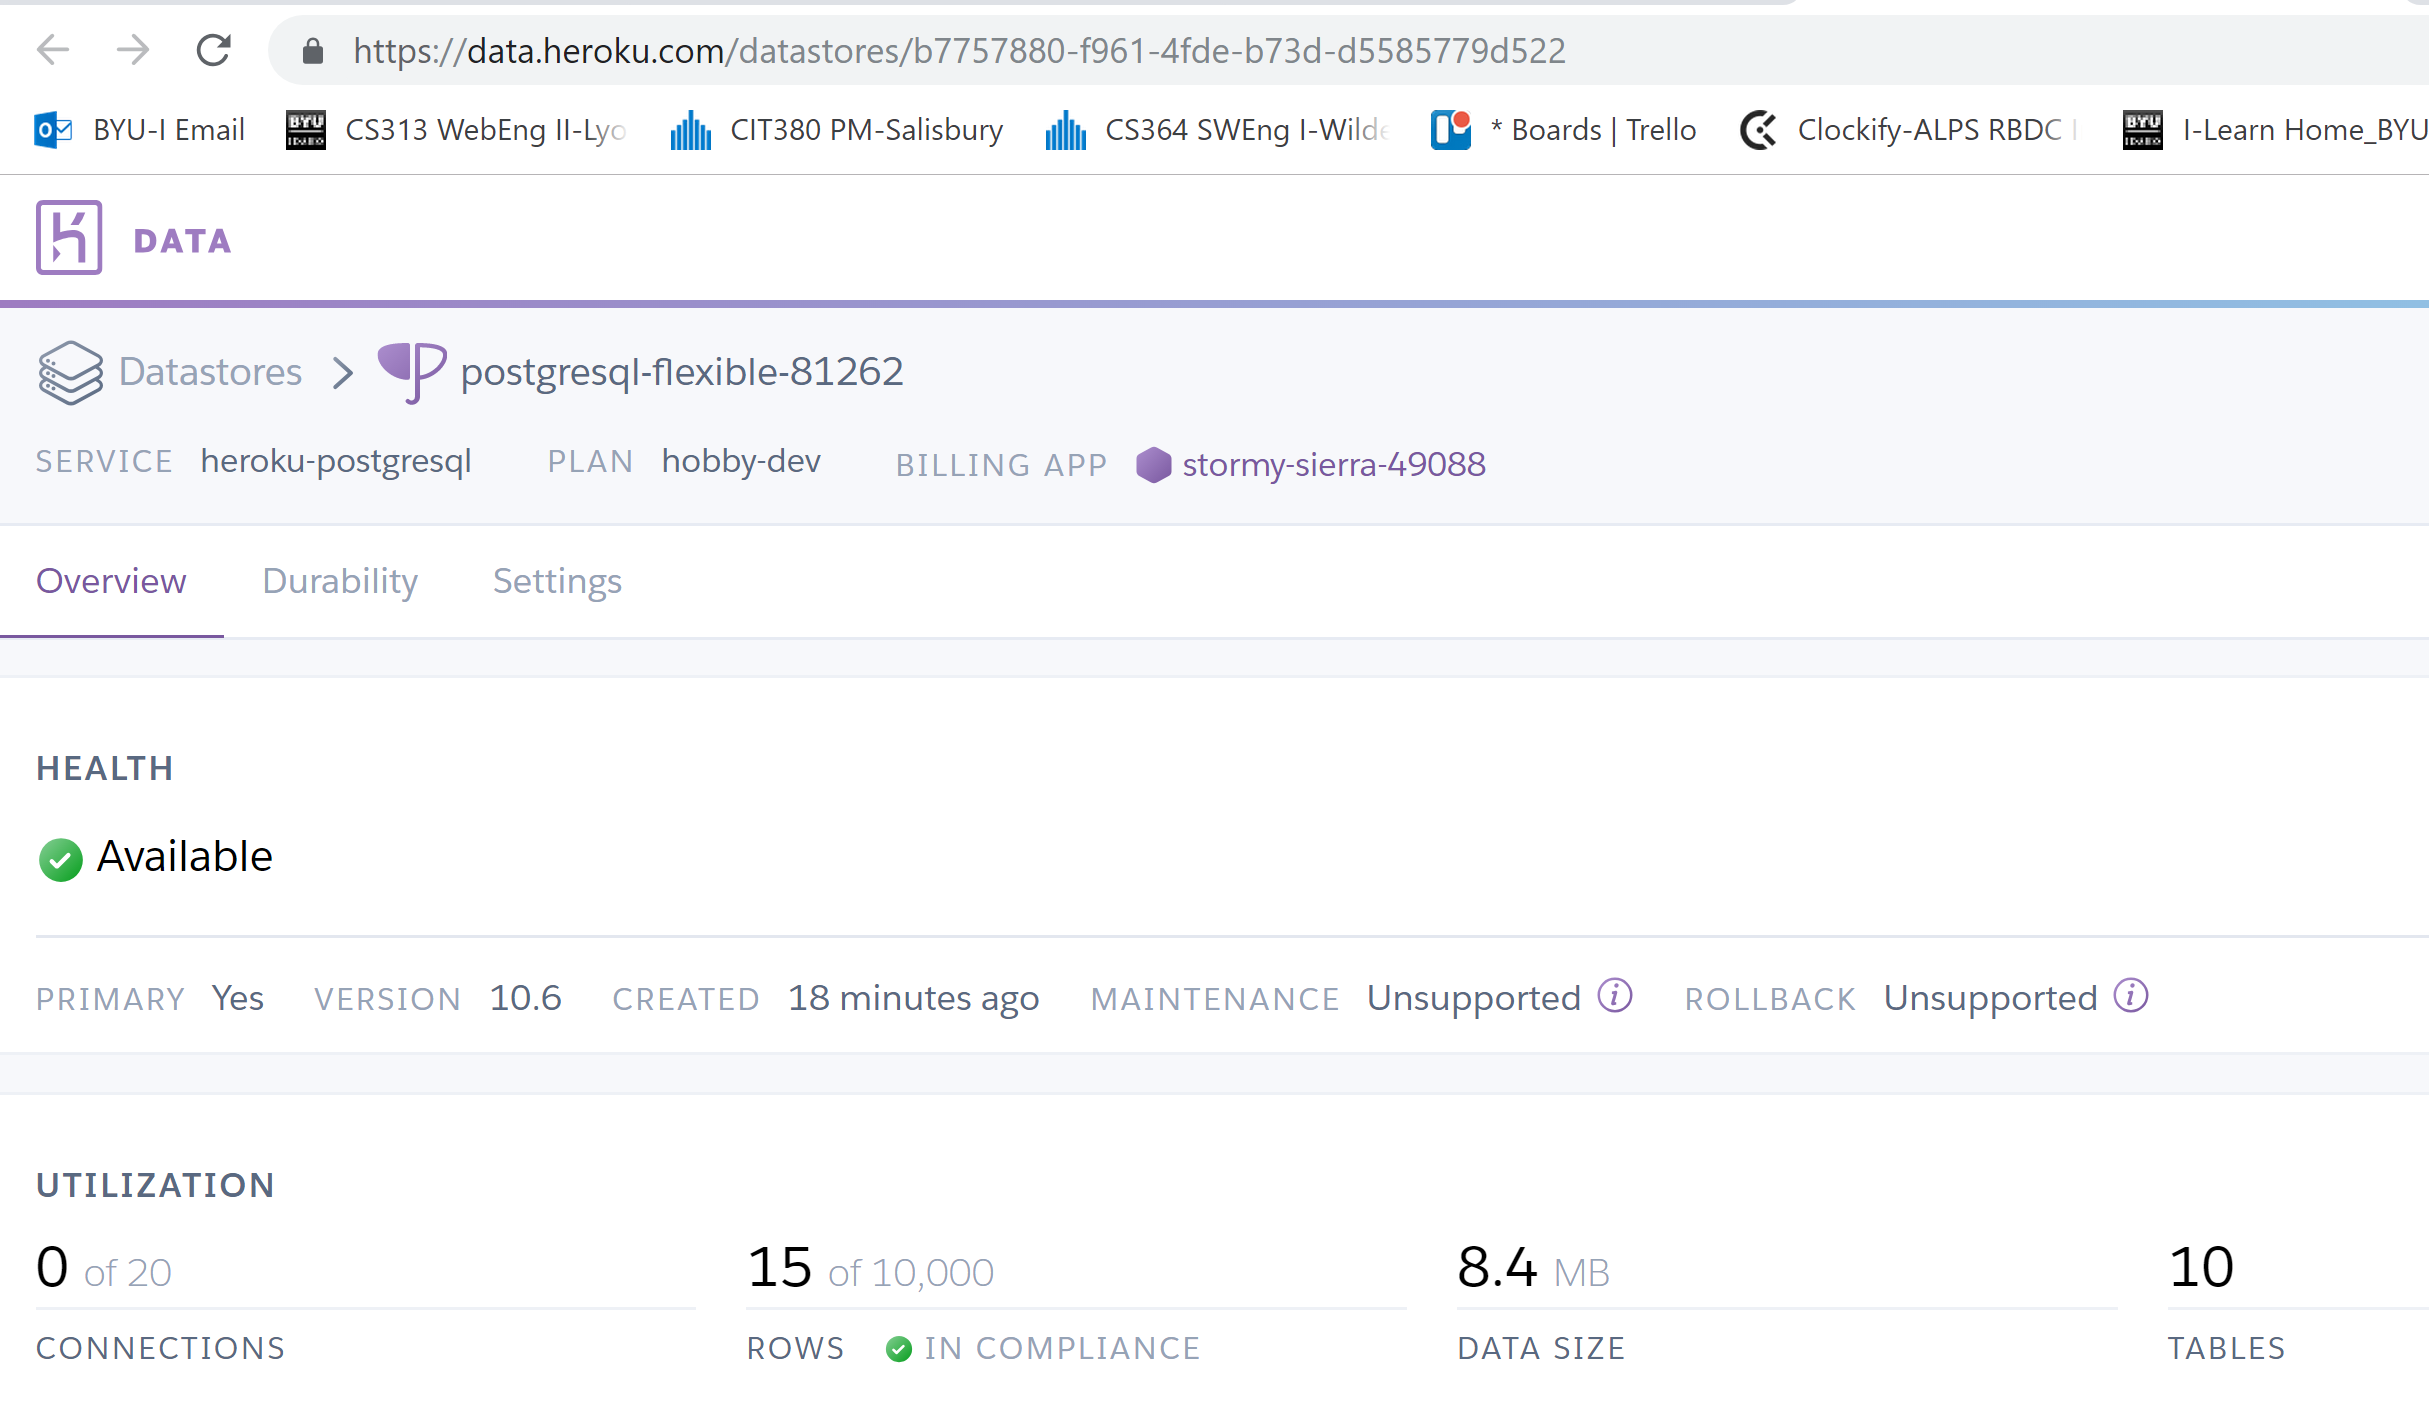 https://data.heroku.com/datastores/b7757880-f961-4fde-b73d-d5585779d522
BYU-I Email CS313 WebEng II-Lyo CIT380 PM-Salisbury CS364 SWEng I-Wilde * Boards | Trello Clockify-ALPS RBDC I-Learn Home_BYU
DATA
Datastores postgresql-flexible-81262
SERVICE heroku-postgresql PLAN hobby-dev BILLING APP stormy-sierra-49088
Overview Durability Settings
HEALTH
Available
PRIMARY Yes VERSION 10.6 CREATED 18 minutes ago MAINTENANCE Unsupported ROLLBACK Unsupported
UTILIZATION
0 of 20 15 of 10,000 8.4 MB 10
CONNECTIONS ROWS IN COMPLIANCE DATA SIZE TABLES